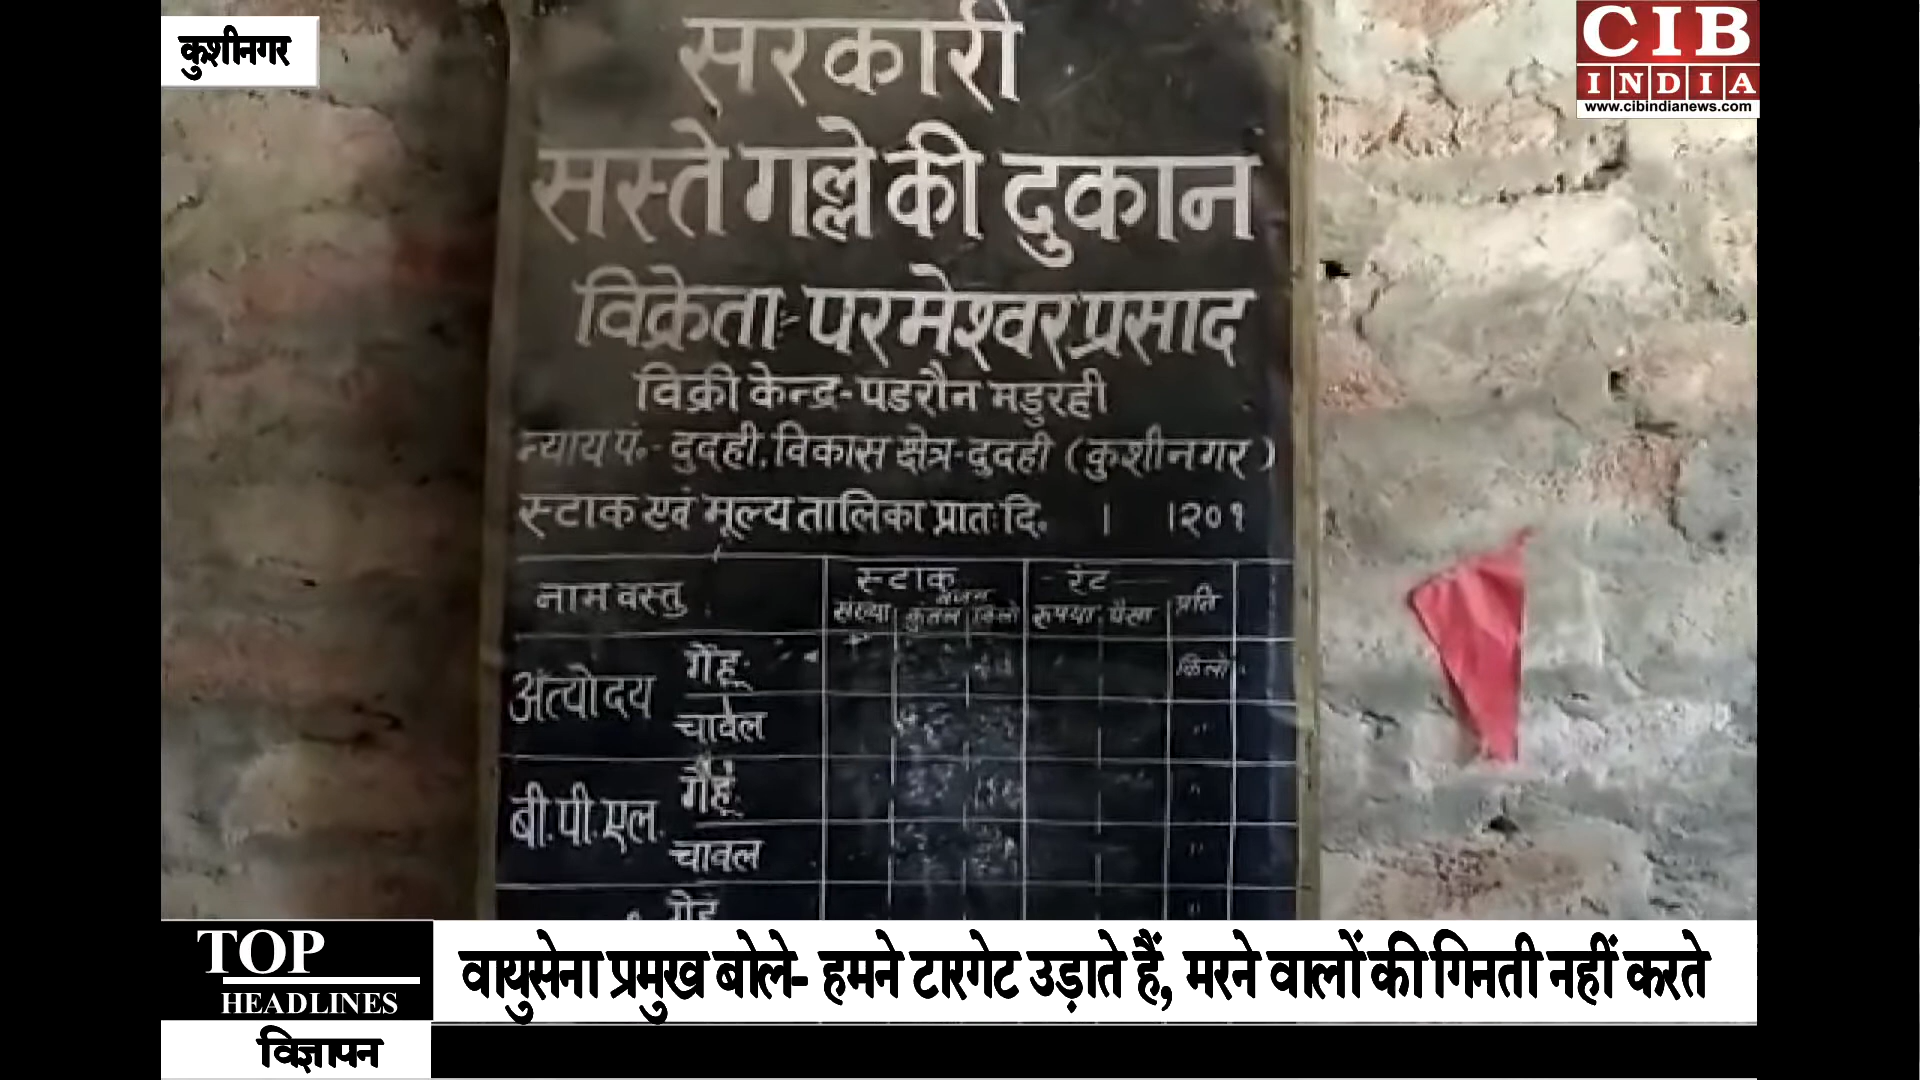 कुशीनगर
CIB
INDIA
www.cibindianews.com
सरकारी
सस्ते गल्ले की दुकान
विक्रेता- परमेश्वर प्रसाद
विक्री केन्द्र- पडरौन मडुरही
न्याय पं.- दुदही, विकास क्षेत्र- दुदही (कुशीनगर)
स्टाक एवं मूल्य तालिका प्रातः दि. । ।२०१
नाम वस्तु स्टाक रेट प्रति
संख्या कुंतल किलो रुपया पैसा
अंत्योदय गेंहू किलो
चावल "
बी.पी.एल. गेंहू "
चावल "
गेहू "
TOP
HEADLINES
वायुसेना प्रमुख बोले- हमने टारगेट उड़ाते हैं, मरने वालों की गिनती नहीं करते
विज्ञापन